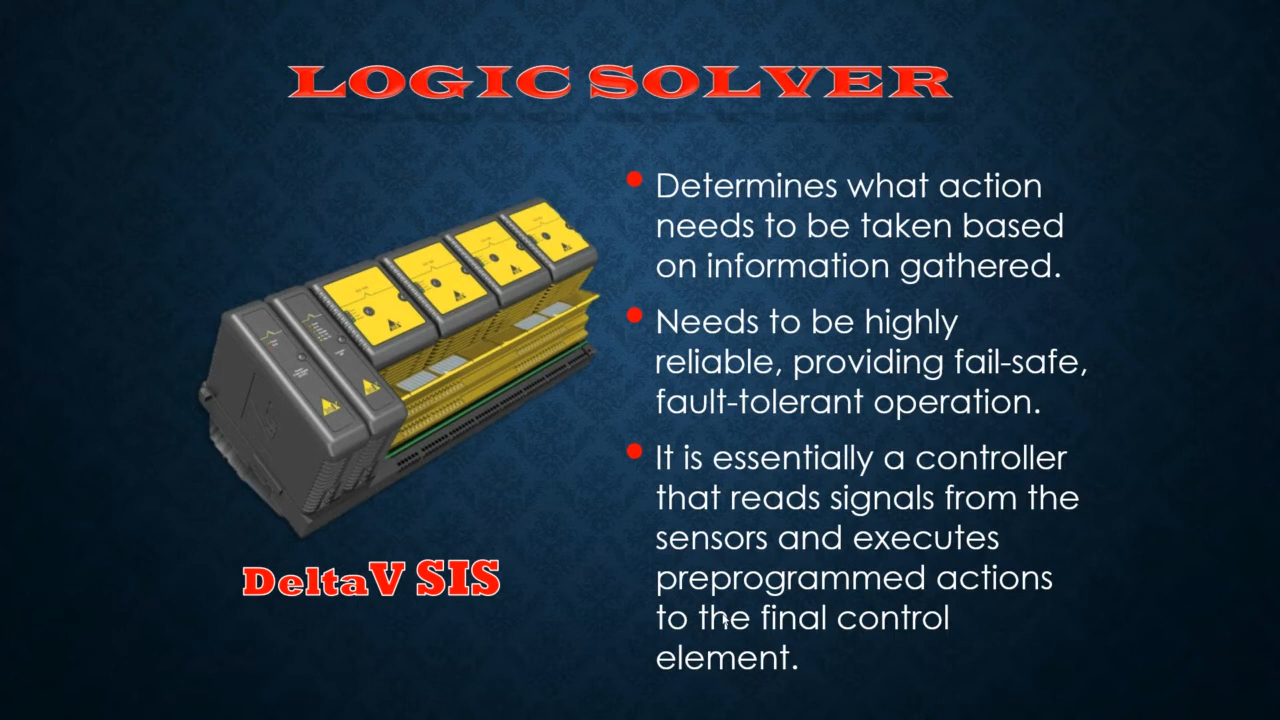 LOGIC SOLVER
Determines what action
needs to be taken based
on information gathered.
Needs to be highly
reliable, providing fail-safe,
fault-tolerant operation.
It is essentially a controller
that reads signals from the
sensors and executes
preprogrammed actions
to the final control
element.
DeltaV SIS